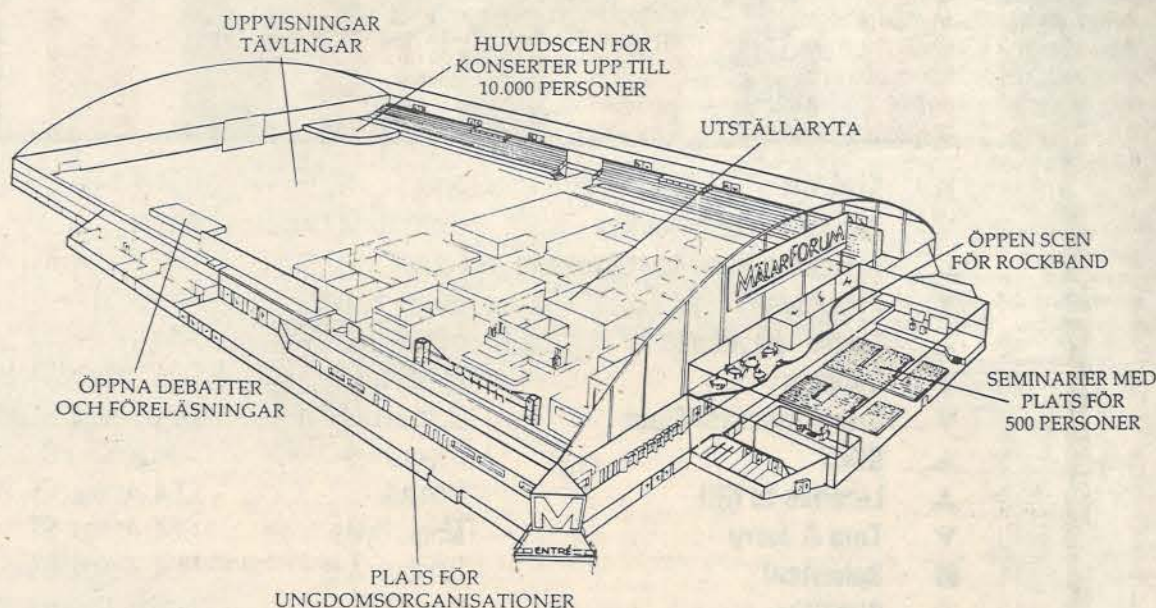 UPPVISNINGAR
TÄVLINGAR
HUVUDSCEN FÖR
KONSERTER UPP TILL
10.000 PERSONER
UTSTÄLLARYTA
MÄLARFORUM
ÖPPEN SCEN
FÖR ROCKBAND
ÖPPNA DEBATTER
OCH FÖRELÄSNINGAR
SEMINARIER MED
PLATS FÖR
500 PERSONER
M
ENTRÉ
PLATS FÖR
UNGDOMSORGANISATIONER